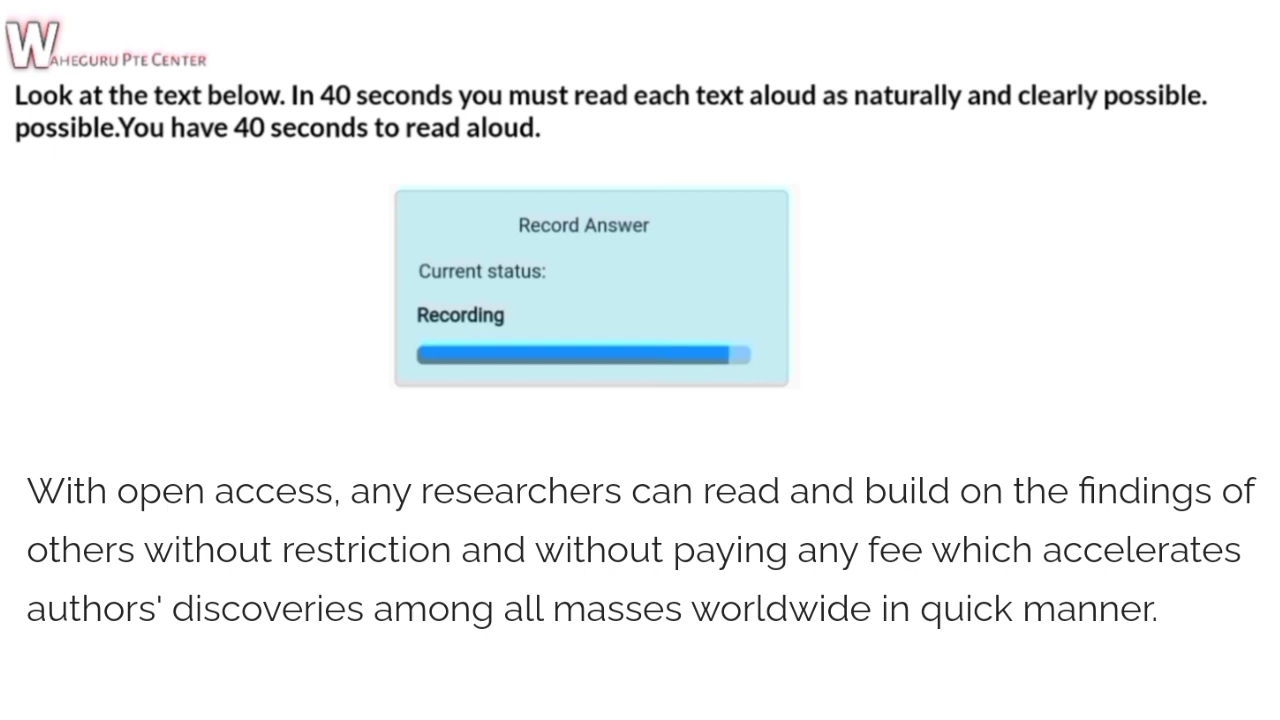 WAHEGURU PTE CENTER
Look at the text below. In 40 seconds you must read each text aloud as naturally and clearly possible.
possible.You have 40 seconds to read aloud.
Record Answer
Current status:
Recording
With open access, any researchers can read and build on the findings of
others without restriction and without paying any fee which accelerates
authors' discoveries among all masses worldwide in quick manner.